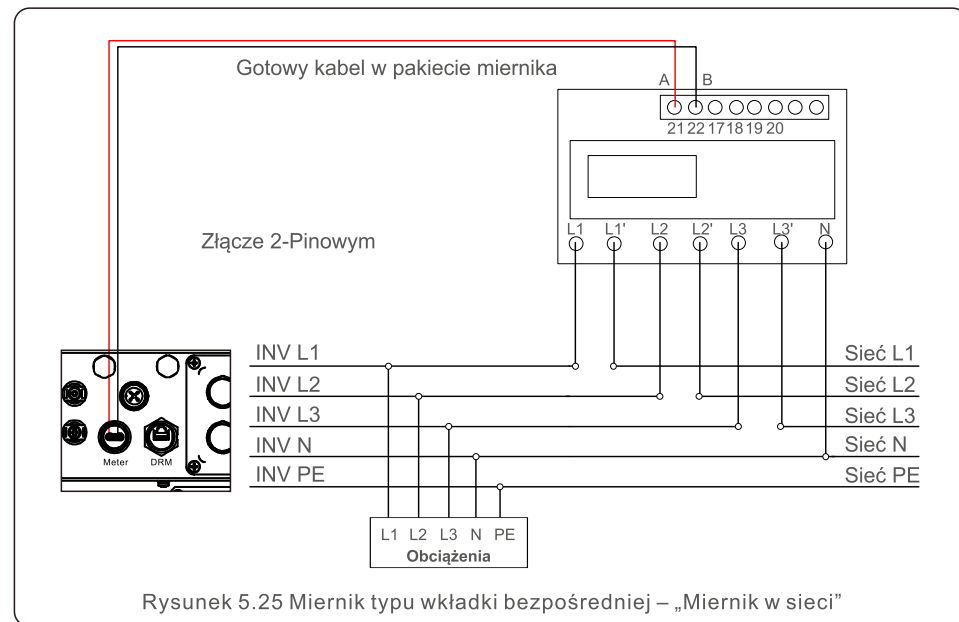 Gotowy kabel w pakiecie miernika
A B
21 22 17 18 19 20
Złącze 2-Pinowym
L1 L1' L2 L2' L3 L3' N
INV L1 Sieć L1
INV L2 Sieć L2
INV L3 Sieć L3
INV N Sieć N
INV PE Sieć PE
Meter DRM
L1 L2 L3 N PE
Obciążenia
Rysunek 5.25 Miernik typu wkładki bezpośredniej – „Miernik w sieci”